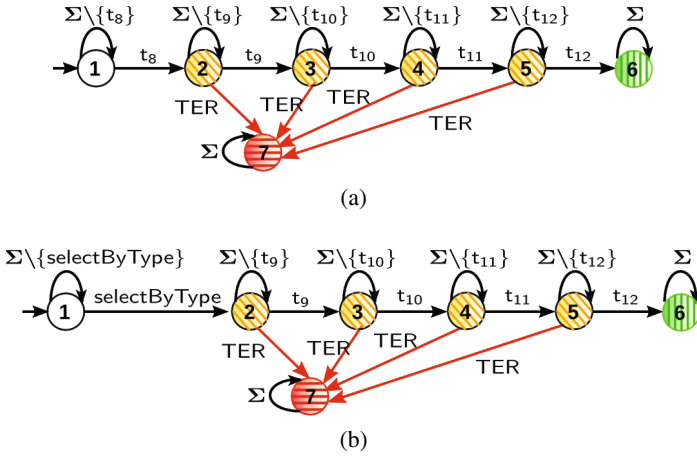 Σ\{t₈} Σ\{t₉} Σ\{t₁₀} Σ\{t₁₁} Σ\{t₁₂} Σ
1 t₈ 2 t₉ 3 t₁₀ 4 t₁₁ 5 t₁₂ 6
TER TER TER TER
Σ 7
(a)
Σ\{selectByType} Σ\{t₉} Σ\{t₁₀} Σ\{t₁₁} Σ\{t₁₂} Σ
1 selectByType 2 t₉ 3 t₁₀ 4 t₁₁ 5 t₁₂ 6
TER TER TER TER
Σ 7
(b)